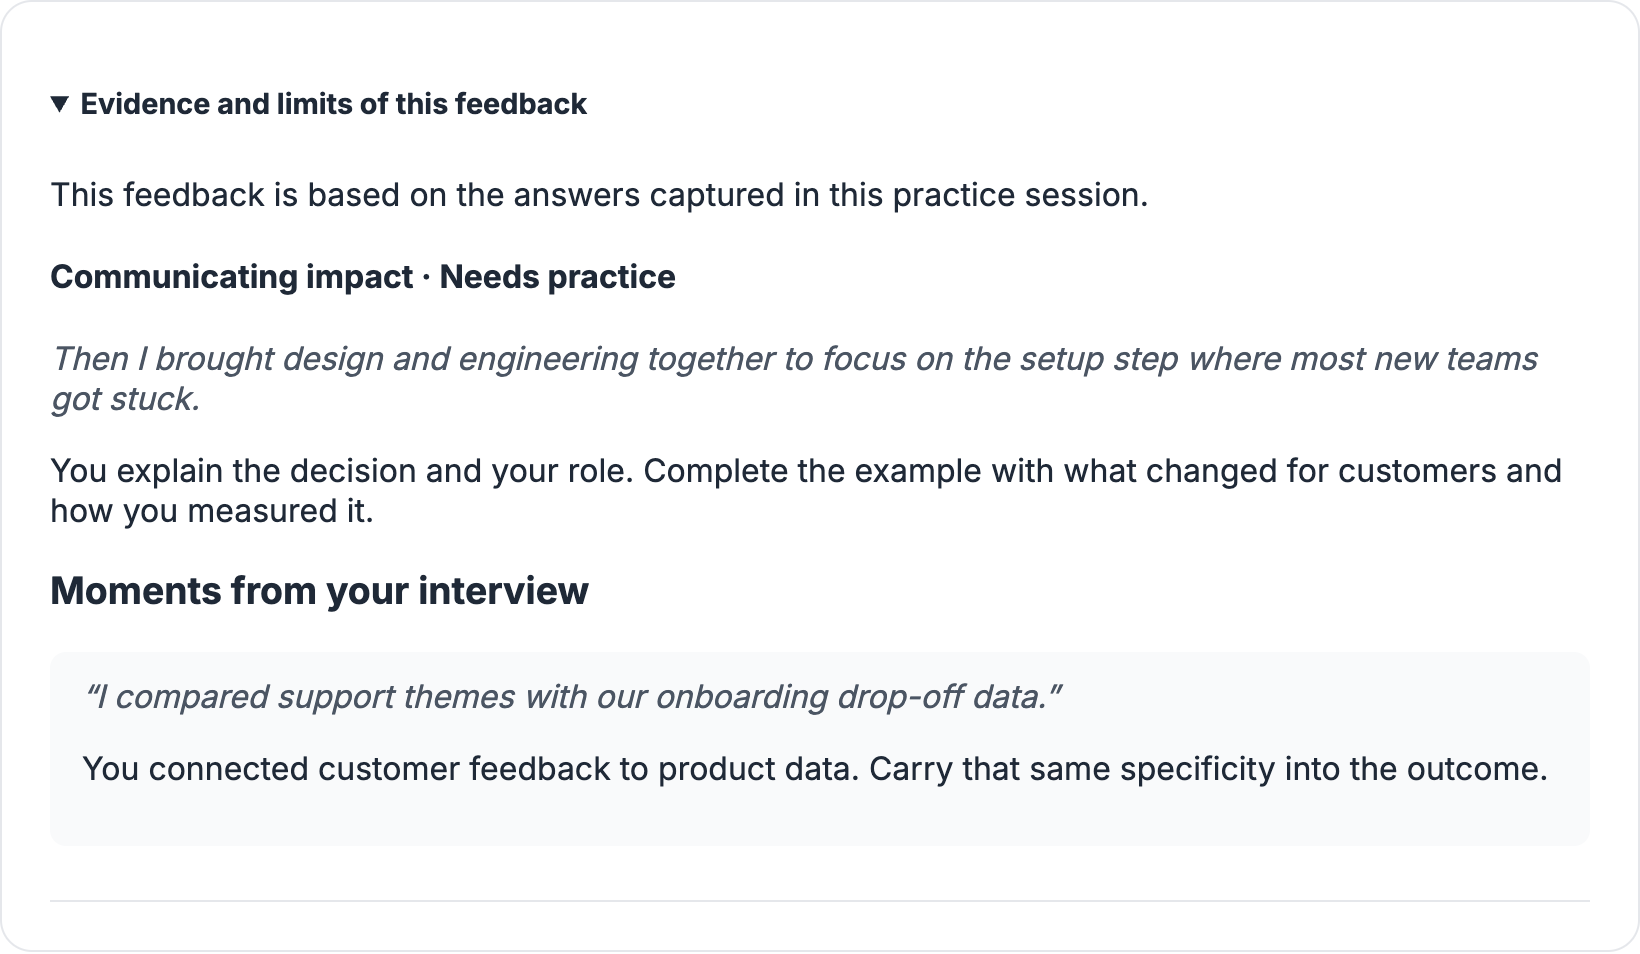 ▼ Evidence and limits of this feedback
This feedback is based on the answers captured in this practice session.
Communicating impact · Needs practice
Then I brought design and engineering together to focus on the setup step where most new teams
got stuck.
You explain the decision and your role. Complete the example with what changed for customers and
how you measured it.
Moments from your interview
“I compared support themes with our onboarding drop-off data.”
You connected customer feedback to product data. Carry that same specificity into the outcome.